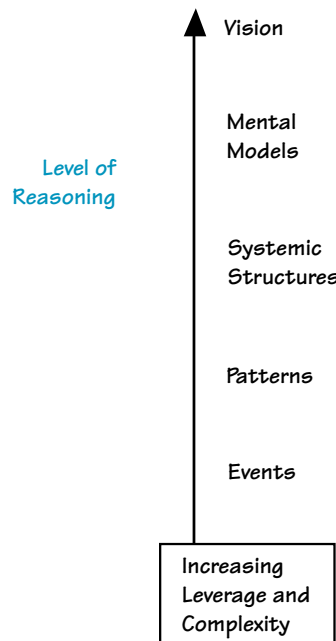 Vision
Mental
Models
Level of
Reasoning
Systemic
Structures
Patterns
Events
Increasing
Leverage and
Complexity